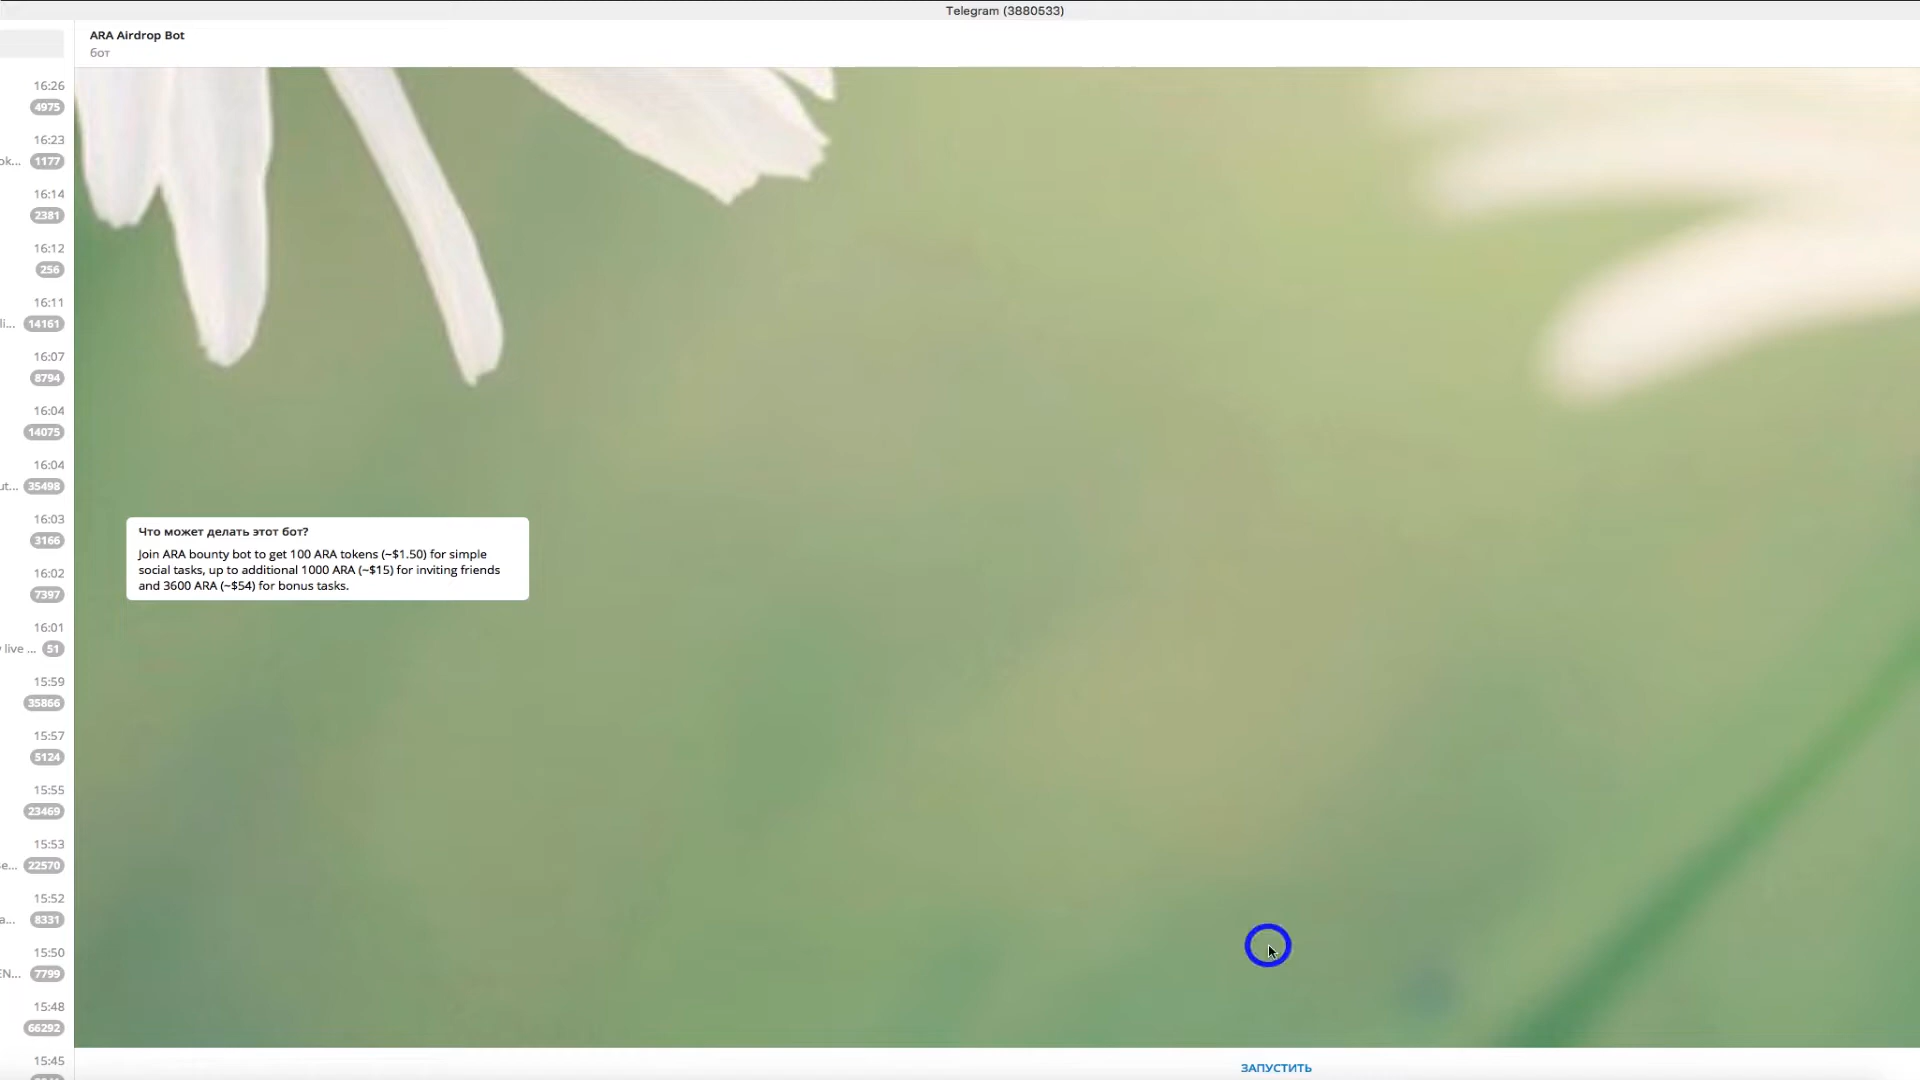 Telegram (3880533)
ARA Airdrop Bot
бот
16:26
4975
16:23
ok... 1177
16:14
2381
16:12
256
16:11
li... 14161
16:07
8794
16:04
14075
16:04
ut... 35498
16:03
3166
16:02
7397
16:01
live ... 51
15:59
35866
15:57
5124
15:55
23469
15:53
e... 22570
15:52
a... 8331
15:50
EN... 7799
15:48
66292
15:45
Что может делать этот бот?
Join ARA bounty bot to get 100 ARA tokens (~$1.50) for simple
social tasks, up to additional 1000 ARA (~$15) for inviting friends
and 3600 ARA (~$54) for bonus tasks.
ЗАПУСТИТЬ